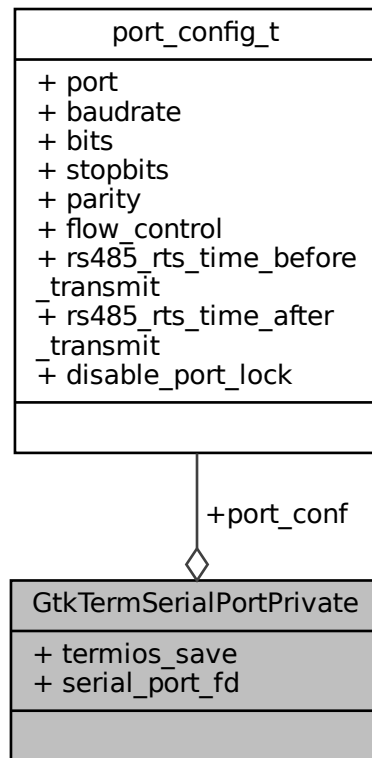 port_config_t
+ port
+ baudrate
+ bits
+ stopbits
+ parity
+ flow_control
+ rs485_rts_time_before
_transmit
+ rs485_rts_time_after
_transmit
+ disable_port_lock
+port_conf
GtkTermSerialPortPrivate
+ termios_save
+ serial_port_fd